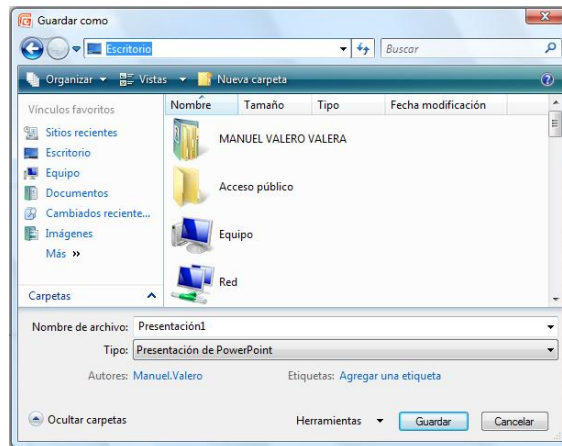 Guardar como
Escritorio
Buscar
Organizar Vistas Nueva carpeta
Vínculos favoritos
Sitios recientes
Escritorio
Equipo
Documentos
Cambiados reciente...
Imágenes
Más »
Carpetas
Nombre Tamaño Tipo Fecha modificación
MANUEL VALERO VALERA
Acceso público
Equipo
Red
Nombre de archivo: Presentación1
Tipo: Presentación de PowerPoint
Autores: Manuel.Valero Etiquetas: Agregar una etiqueta
Ocultar carpetas Herramientas Guardar Cancelar